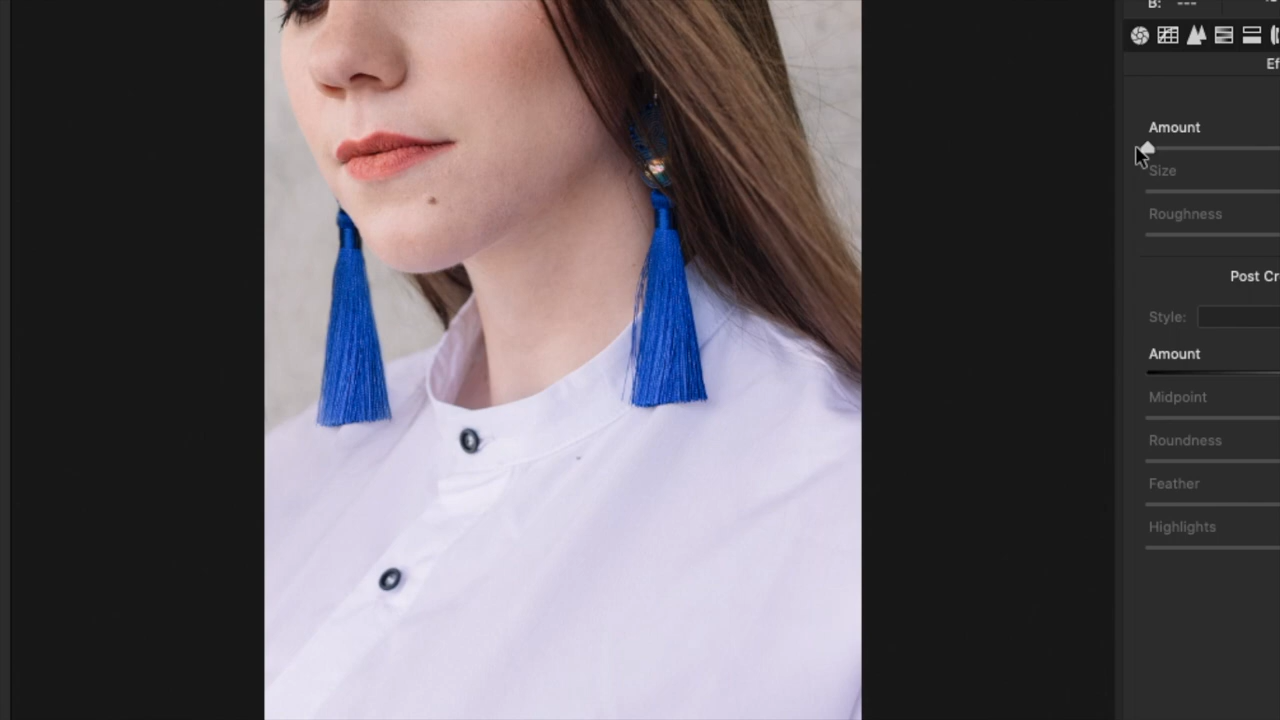 B: ---
Ef
Amount
Size
Roughness
Post Cr
Style:
Amount
Midpoint
Roundness
Feather
Highlights